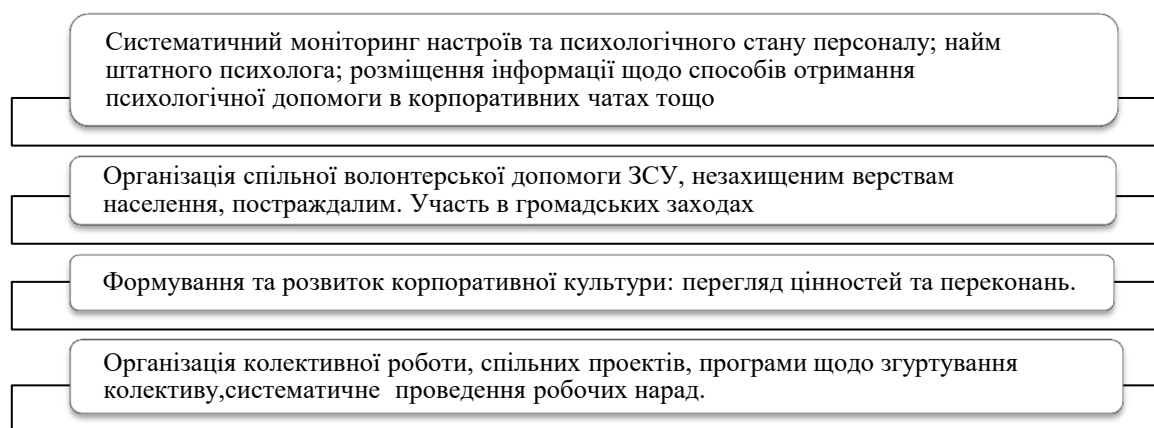 Систематичний моніторинг настроїв та психологічного стану персоналу; найм
штатного психолога; розміщення інформації щодо способів отримання
психологічної допомоги в корпоративних чатах тощо
Організація спільної волонтерської допомоги ЗСУ, незахищеним верствам
населення, постраждалим. Участь в громадських заходах
Формування та розвиток корпоративної культури: перегляд цінностей та переконань.
Організація колективної роботи, спільних проектів, програми щодо згуртування
колективу,систематичне  проведення робочих нарад.